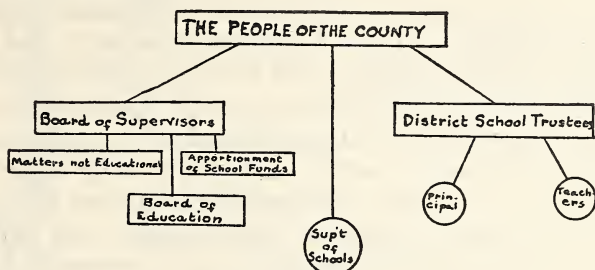 THE PEOPLE OF THE COUNTY
Board of Supervisors
District School Trustees
Matters not Educational
Apportionment
of School Funds
Board of
Education
Prin-
cipal
Teach-
ers
Sup't
of
Schools